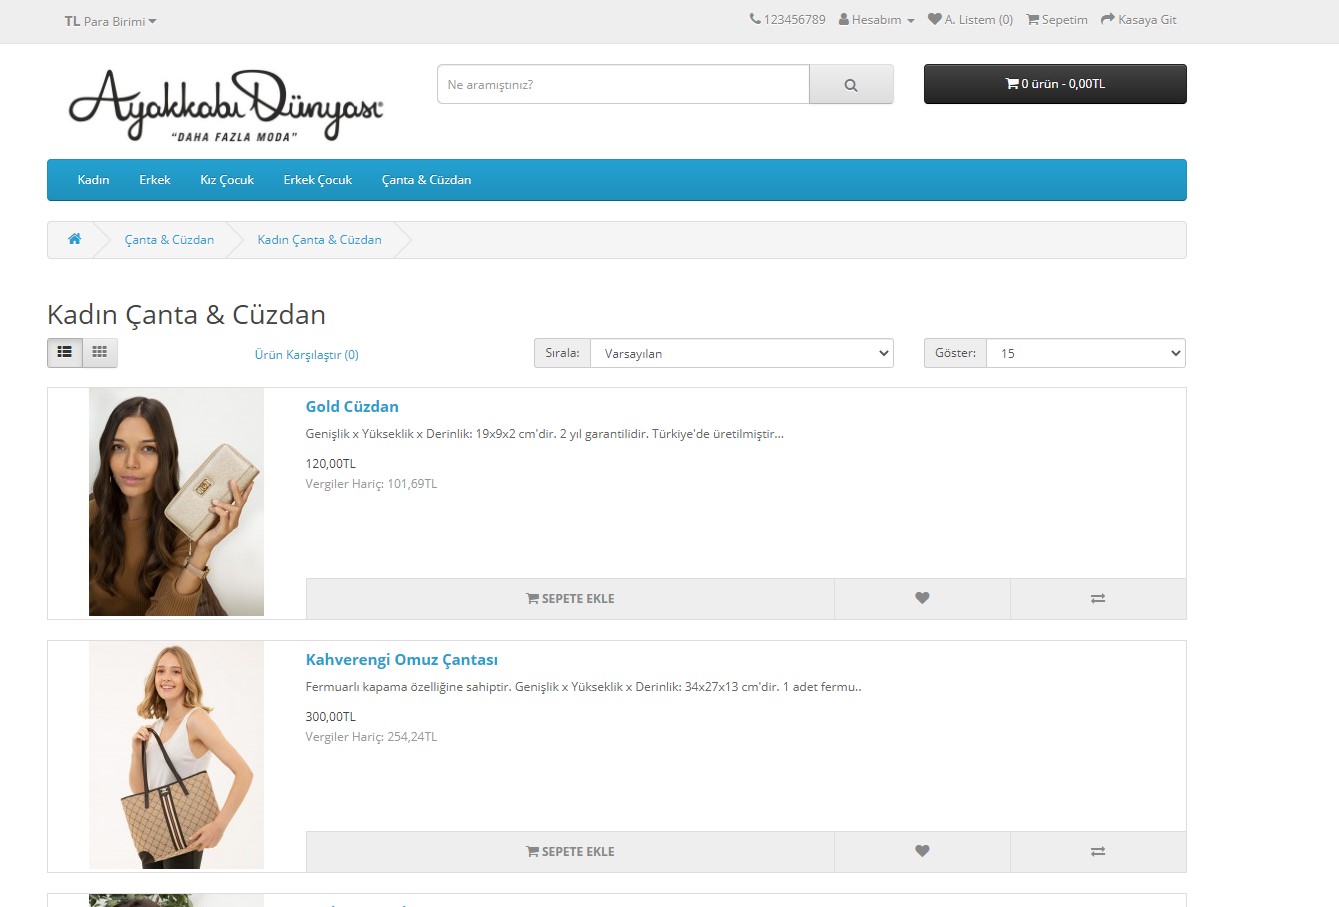 TL Para Birimi
123456789 Hesabım A. Listem (0) Sepetim Kasaya Git
Ayakkabı Dünyası
“DAHA FAZLA MODA”
Ne aramıştınız?
0 ürün - 0,00TL
Kadın Erkek Kız Çocuk Erkek Çocuk Çanta & Cüzdan
Çanta & Cüzdan Kadın Çanta & Cüzdan
Kadın Çanta & Cüzdan
Ürün Karşılaştır (0) Sırala: Varsayılan Göster: 15
Gold Cüzdan
Genişlik x Yükseklik x Derinlik: 19x9x2 cm'dir. 2 yıl garantilidir. Türkiye'de üretilmiştir...
120,00TL
Vergiler Hariç: 101,69TL
SEPETE EKLE
Kahverengi Omuz Çantası
Fermuarlı kapama özelliğine sahiptir. Genişlik x Yükseklik x Derinlik: 34x27x13 cm'dir. 1 adet fermu..
300,00TL
Vergiler Hariç: 254,24TL
SEPETE EKLE